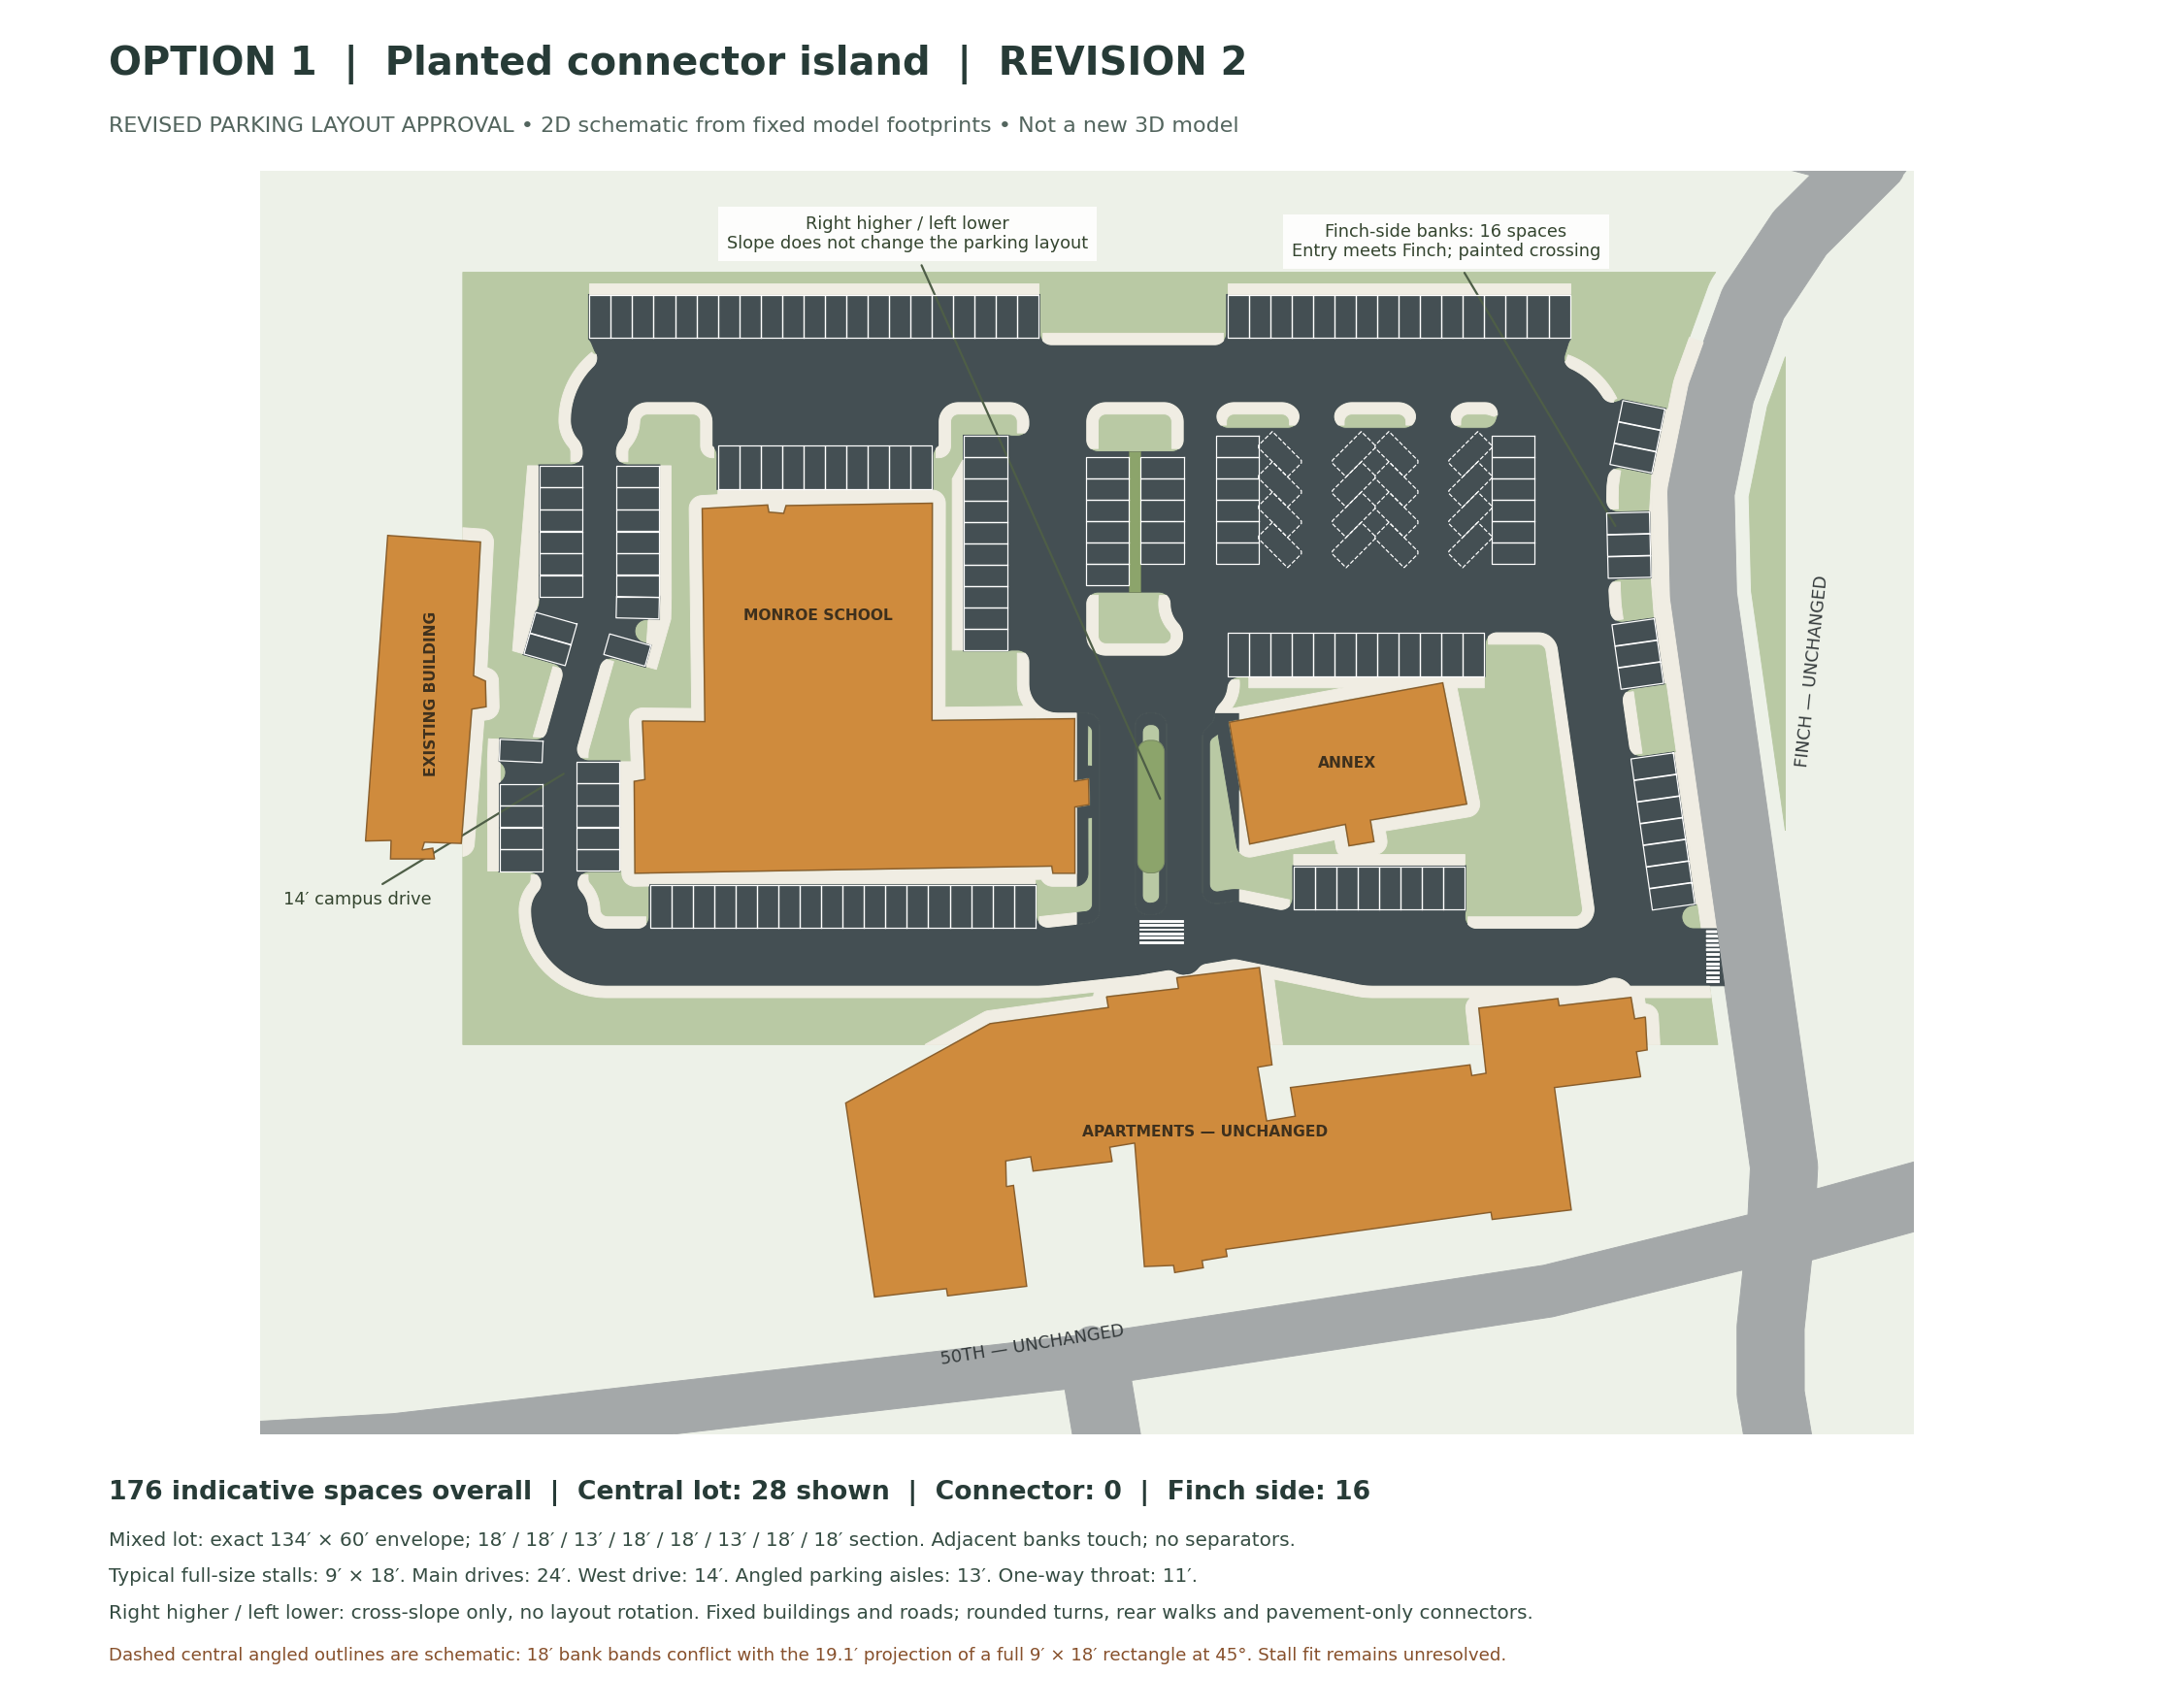 OPTION 1 | Planted connector island | REVISION 2
REVISED PARKING LAYOUT APPROVAL • 2D schematic from fixed model footprints • Not a new 3D model
Right higher / left lower
Slope does not change the parking layout
Finch-side banks: 16 spaces
Entry meets Finch; painted crossing
MONROE SCHOOL
EXISTING BUILDING
FINCH — UNCHANGED
ANNEX
14′ campus drive
APARTMENTS — UNCHANGED
50TH — UNCHANGED
176 indicative spaces overall | Central lot: 28 shown | Connector: 0 | Finch side: 16
Mixed lot: exact 134′ × 60′ envelope; 18′ / 18′ / 13′ / 18′ / 18′ / 13′ / 18′ / 18′ section. Adjacent banks touch; no separators.
Typical full-size stalls: 9′ × 18′. Main drives: 24′. West drive: 14′. Angled parking aisles: 13′. One-way throat: 11′.
Right higher / left lower: cross-slope only, no layout rotation. Fixed buildings and roads; rounded turns, rear walks and pavement-only connectors.
Dashed central angled outlines are schematic: 18′ bank bands conflict with the 19.1′ projection of a full 9′ × 18′ rectangle at 45°. Stall fit remains unresolved.